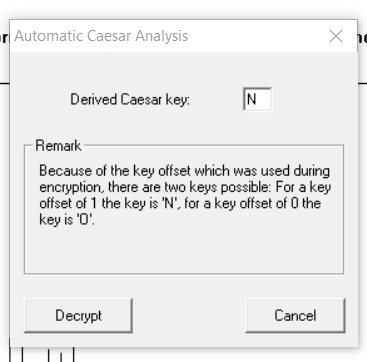 Automatic Caesar Analysis
Derived Caesar key: N
Remark
Because of the key offset which was used during
encryption, there are two keys possible: For a key
offset of 1 the key is 'N', for a key offset of 0 the
key is 'O'.
Decrypt Cancel